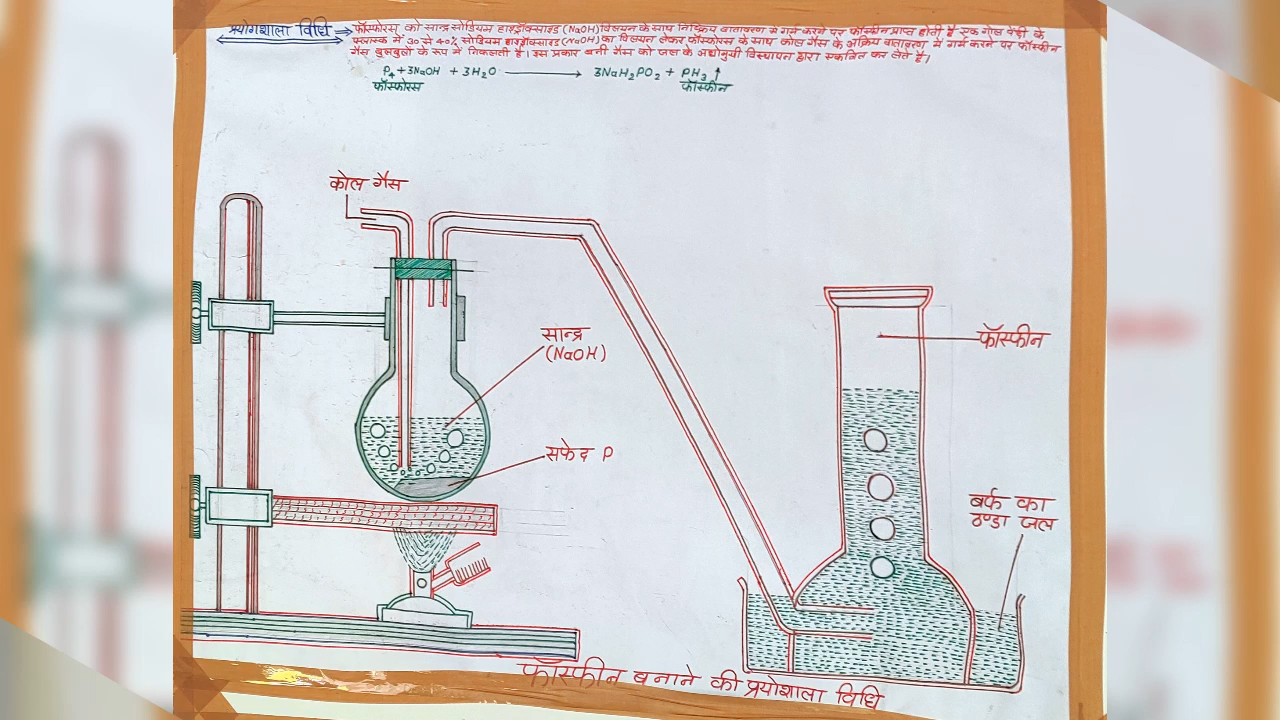 प्रयोगशाला विधि ⇒ फॉस्फोरस को सान्द्र सोडियम हाइड्रॉक्साइड (NaOH) विलयन के साथ निष्क्रिय वातावरण में गर्म करने पर फॉस्फीन प्राप्त होती है एक गोल पेंदी के
फ्लास्क में 30 से 40% सोडियम हाइड्रॉक्साइड (NaOH) का विलयन लेकर फॉस्फोरस के साथ कोल गैस के अक्रिय वातावरण में गर्म करने पर फॉस्फीन
गैस बुलबुलों के रूप में निकलती है। इस प्रकार बनी गैस को जल के अधोमुखी विस्थापन द्वारा एकत्रित कर लेते हैं।
P₄ + 3NaOH + 3H₂O → 3NaH₂PO₂ + PH₃ ↑
फॉस्फोरस फॉस्फीन
कोल गैस
सान्द्र
(NaOH)
फॉस्फीन
सफेद P
बर्फ का
ठण्डा जल
फॉस्फीन बनाने की प्रयोशाला विधि